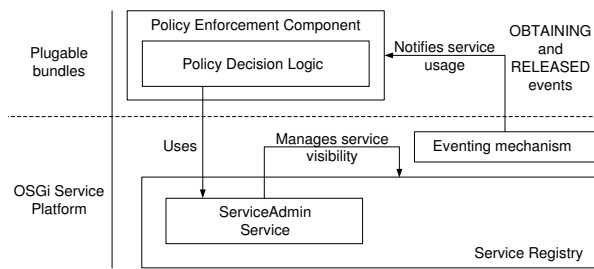 Policy Enforcement Component
Policy Decision Logic
Plugable
bundles
Notifies service
usage
OBTAINING
and
RELEASED
events
Uses
Manages service
visibility
Eventing mechanism
OSGi Service
Platform
ServiceAdmin
Service
Service Registry